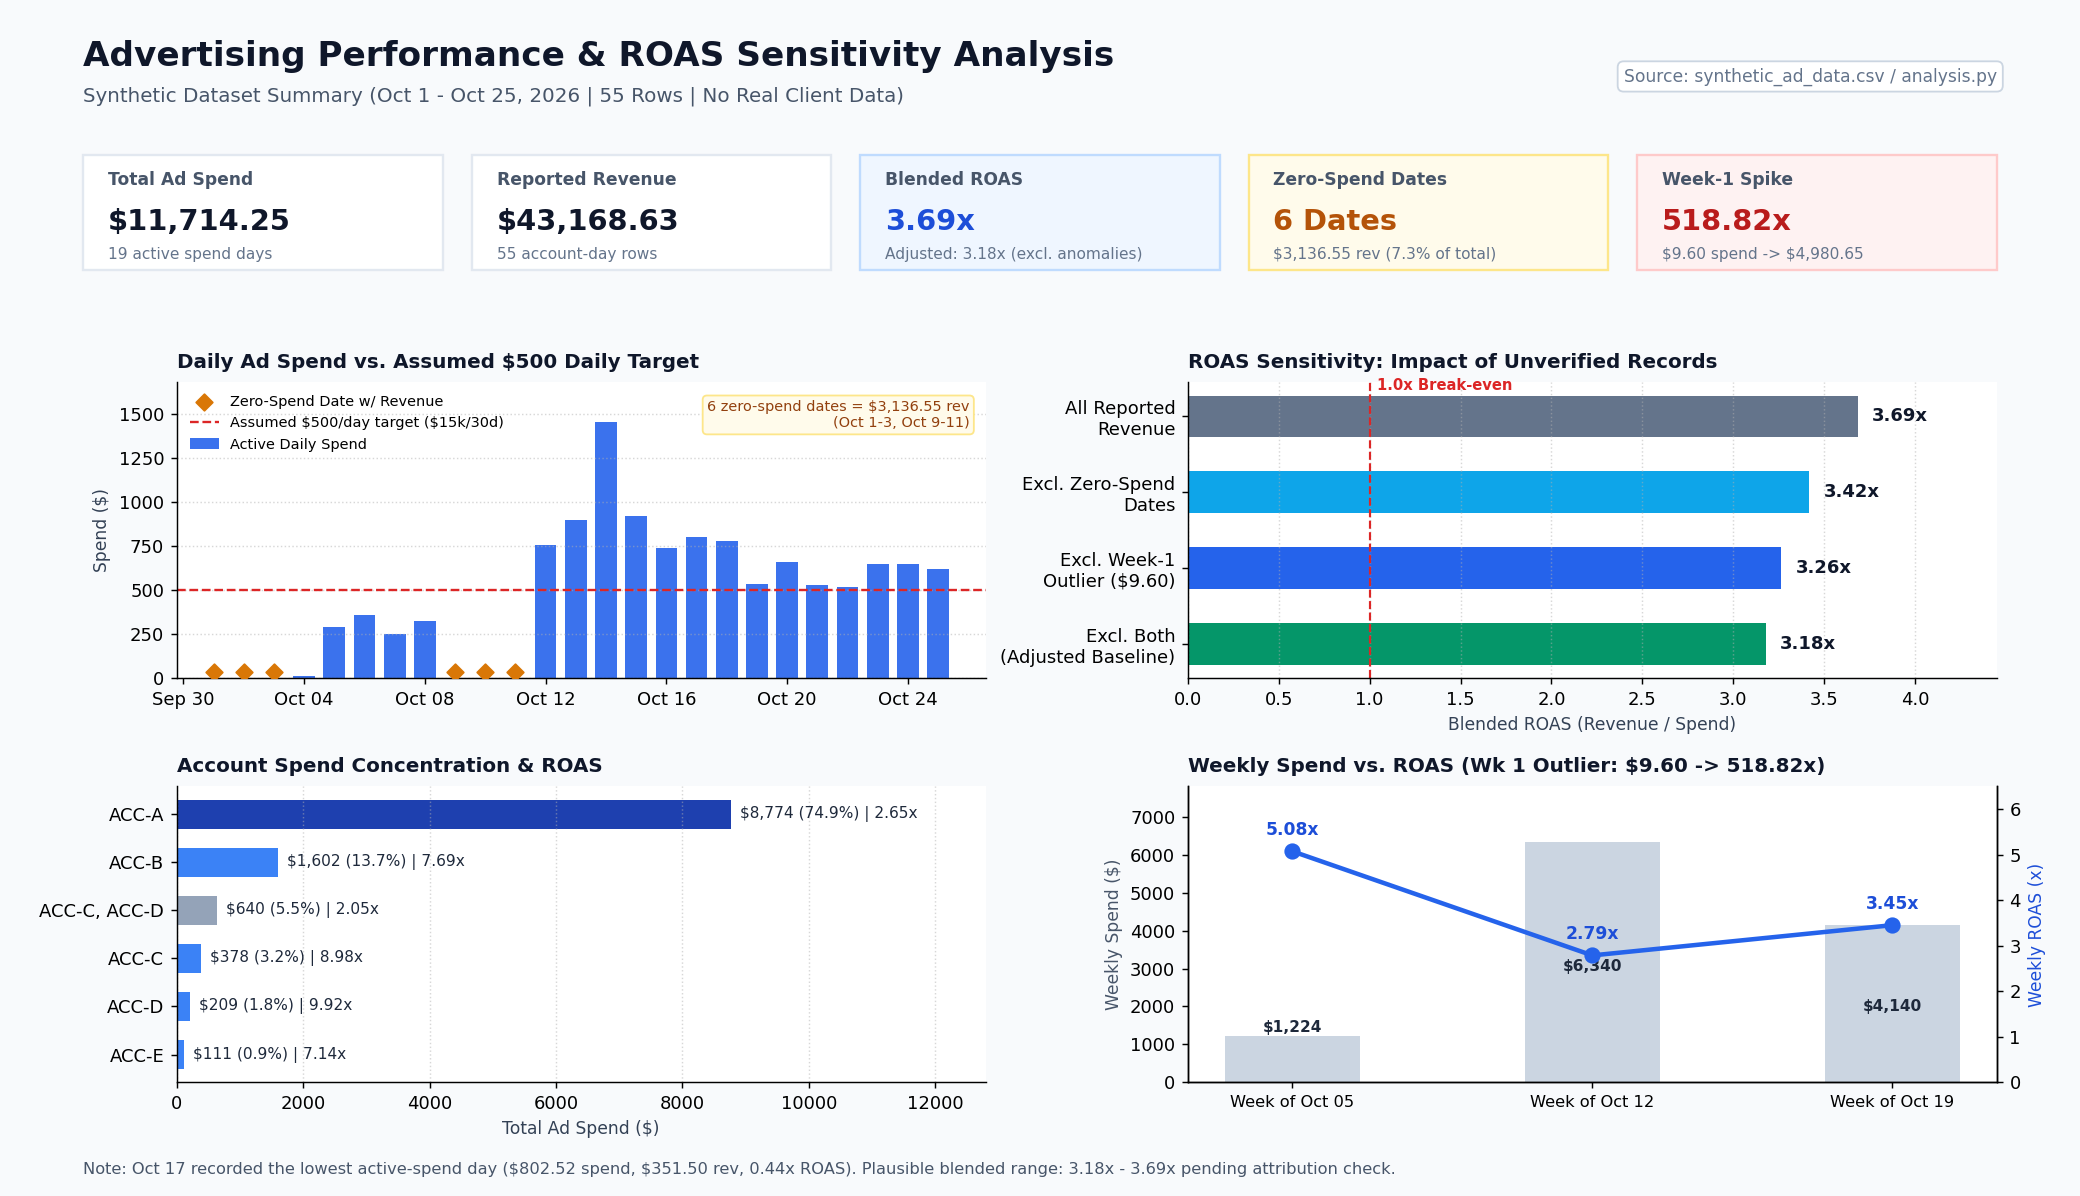 Advertising Performance & ROAS Sensitivity Analysis
Synthetic Dataset Summary (Oct 1 - Oct 25, 2026 | 55 Rows | No Real Client Data)
Source: synthetic_ad_data.csv / analysis.py
Total Ad Spend
$11,714.25
19 active spend days
Reported Revenue
$43,168.63
55 account-day rows
Blended ROAS
3.69x
Adjusted: 3.18x (excl. anomalies)
Zero-Spend Dates
6 Dates
$3,136.55 rev (7.3% of total)
Week-1 Spike
518.82x
$9.60 spend -> $4,980.65
Daily Ad Spend vs. Assumed $500 Daily Target
Zero-Spend Date w/ Revenue
Assumed $500/day target ($15k/30d)
Active Daily Spend
6 zero-spend dates = $3,136.55 rev
(Oct 1-3, Oct 9-11)
Spend ($)
1500
1250
1000
750
500
250
0
Sep 30 Oct 04 Oct 08 Oct 12 Oct 16 Oct 20 Oct 24
ROAS Sensitivity: Impact of Unverified Records
1.0x Break-even
All Reported
Revenue
3.69x
Excl. Zero-Spend
Dates
3.42x
Excl. Week-1
Outlier ($9.60)
3.26x
Excl. Both
(Adjusted Baseline)
3.18x
0.0 0.5 1.0 1.5 2.0 2.5 3.0 3.5 4.0
Blended ROAS (Revenue / Spend)
Account Spend Concentration & ROAS
ACC-A $8,774 (74.9%) | 2.65x
ACC-B $1,602 (13.7%) | 7.69x
ACC-C, ACC-D $640 (5.5%) | 2.05x
ACC-C $378 (3.2%) | 8.98x
ACC-D $209 (1.8%) | 9.92x
ACC-E $111 (0.9%) | 7.14x
0 2000 4000 6000 8000 10000 12000
Total Ad Spend ($)
Weekly Spend vs. ROAS (Wk 1 Outlier: $9.60 -> 518.82x)
Weekly Spend ($)
7000
6000
5000
4000
3000
2000
1000
0
5.08x
2.79x
3.45x
$1,224
$6,340
$4,140
6
5
4
3
2
1
0
Weekly ROAS (x)
Week of Oct 05 Week of Oct 12 Week of Oct 19
Note: Oct 17 recorded the lowest active-spend day ($802.52 spend, $351.50 rev, 0.44x ROAS). Plausible blended range: 3.18x - 3.69x pending attribution check.